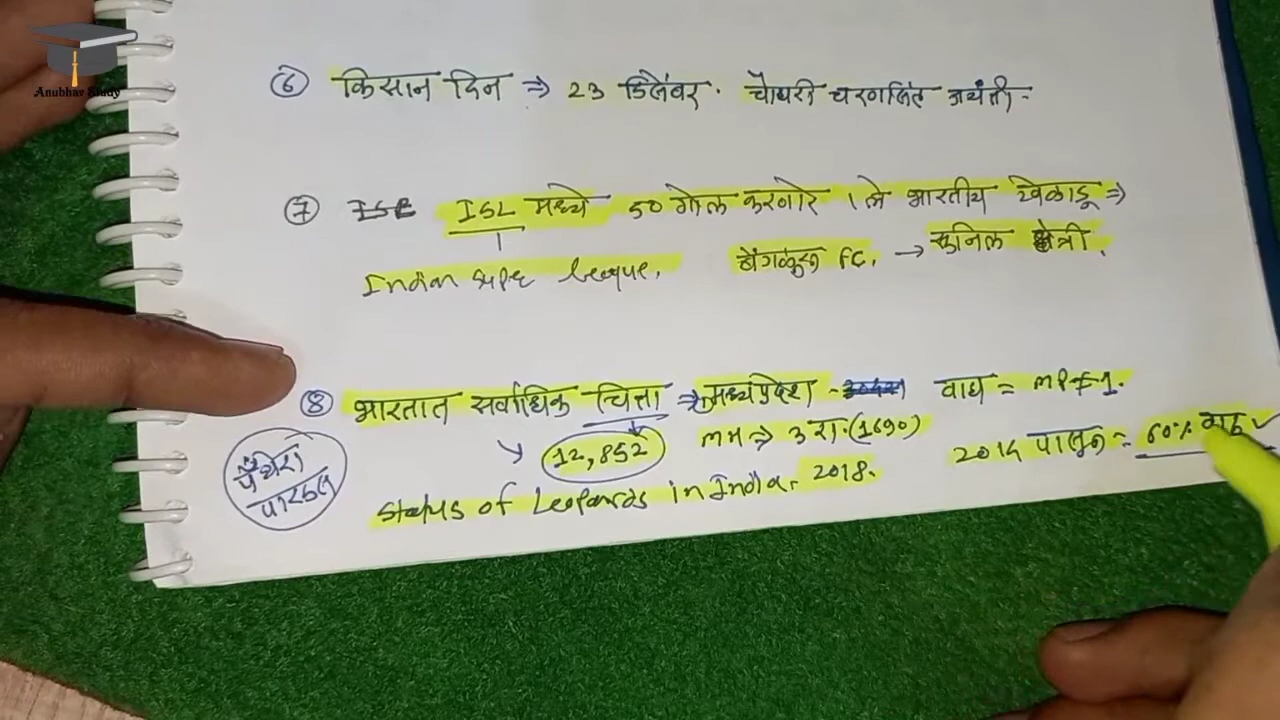 Anubhav Study
⑥ किसान दिन ⇒ 23 डिसेंबर. चौधरी चरणसिंह जयंती -
⑦ ISL मध्ये 50 गोल करणारे 1ले भारतीय खेळाडू ⇒
Indian super league, बेंगळुरू FC, → सुनिल क्षेत्री.
⑧ भारतात सर्वाधिक चित्ता ⇒ मध्यप्रदेश - वाघ = MP # 1.
↘ 12,852 MH ⇒ 3रा. (1690) 2014 पासून = 60% वाढ ✓
Status of Leopards in India, 2018.
पँथेरा
पारडस